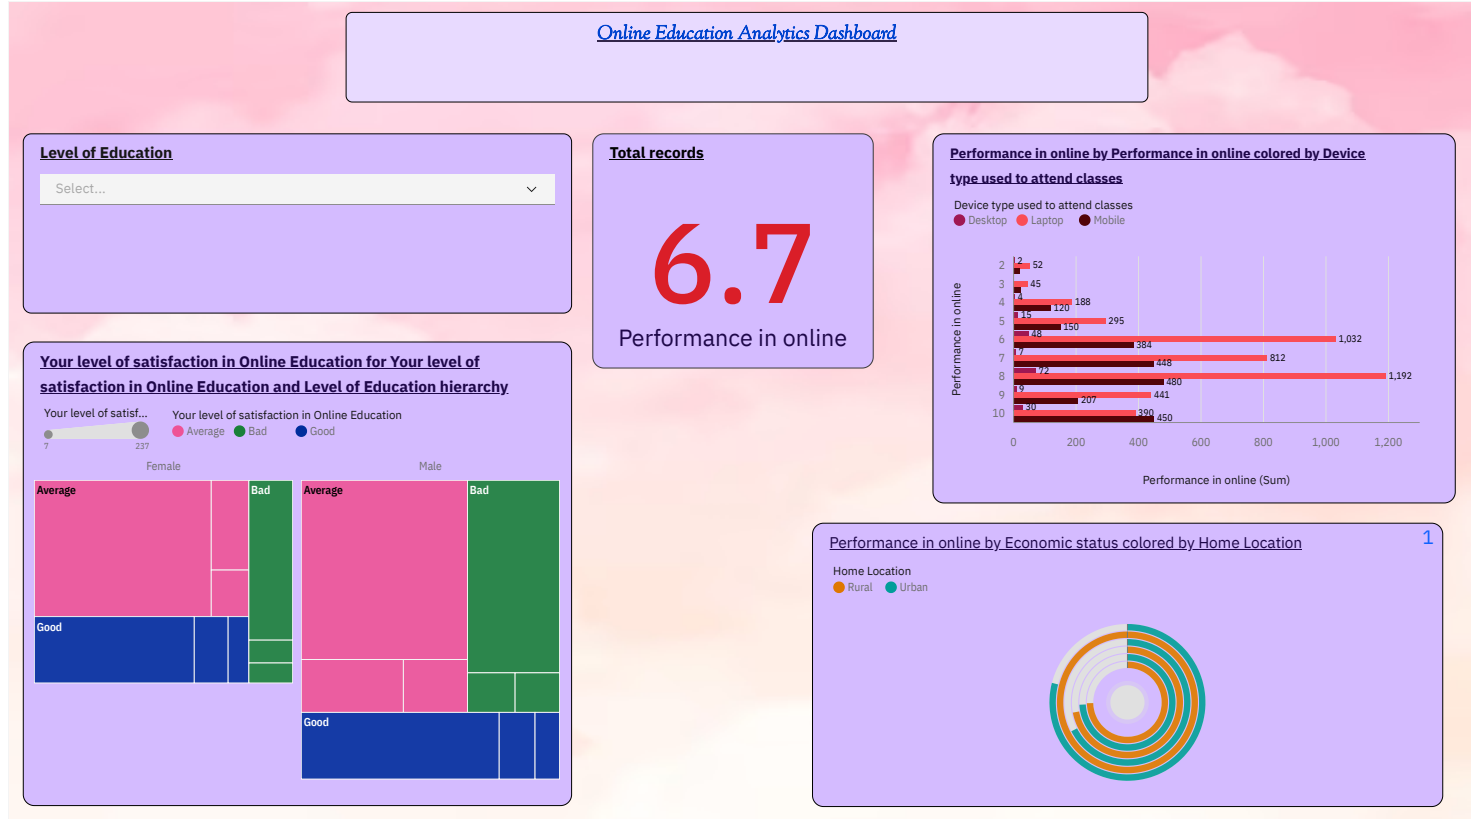 Online Education Analytics Dashboard
Level of Education
Select...
Total records
6.7
Performance in online
Performance in online by Performance in online colored by Device
type used to attend classes
Device type used to attend classes
Desktop Laptop Mobile
Performance in online
2 2 52
3 45
4 4 188 120
5 15 295 150
6 48 1,032 384
7 7 812 448
8 72 1,192 480
9 9 441 207
10 30 390 450
0 200 400 600 800 1,000 1,200
Performance in online (Sum)
Your level of satisfaction in Online Education for Your level of
satisfaction in Online Education and Level of Education hierarchy
Your level of satisf...
7 237
Your level of satisfaction in Online Education
Average Bad Good
Female Male
Average Bad Average Bad
Good
Good
Performance in online by Economic status colored by Home Location
1
Home Location
Rural Urban